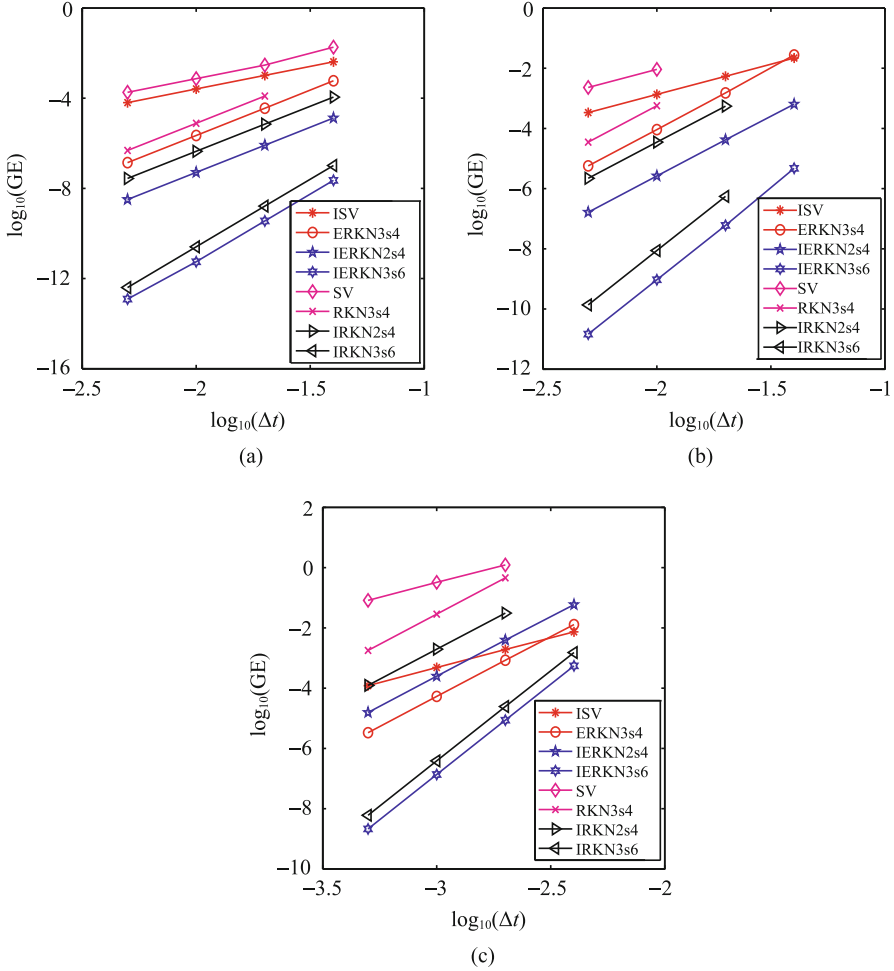 0
−4
−8
−12
−16
log₁₀(GE)
−2.5
−2
−1.5
−1
log₁₀(Δt)
ISV
ERKN3s4
IERKN2s4
IERKN3s6
SV
RKN3s4
IRKN2s4
IRKN3s6
(a)
0
−2
−4
−6
−8
−10
−12
log₁₀(GE)
−2.5
−2
−1.5
−1
log₁₀(Δt)
ISV
ERKN3s4
IERKN2s4
IERKN3s6
SV
RKN3s4
IRKN2s4
IRKN3s6
(b)
2
0
−2
−4
−6
−8
−10
log₁₀(GE)
−3.5
−3
−2.5
−2
log₁₀(Δt)
ISV
ERKN3s4
IERKN2s4
IERKN3s6
SV
RKN3s4
IRKN2s4
IRKN3s6
(c)